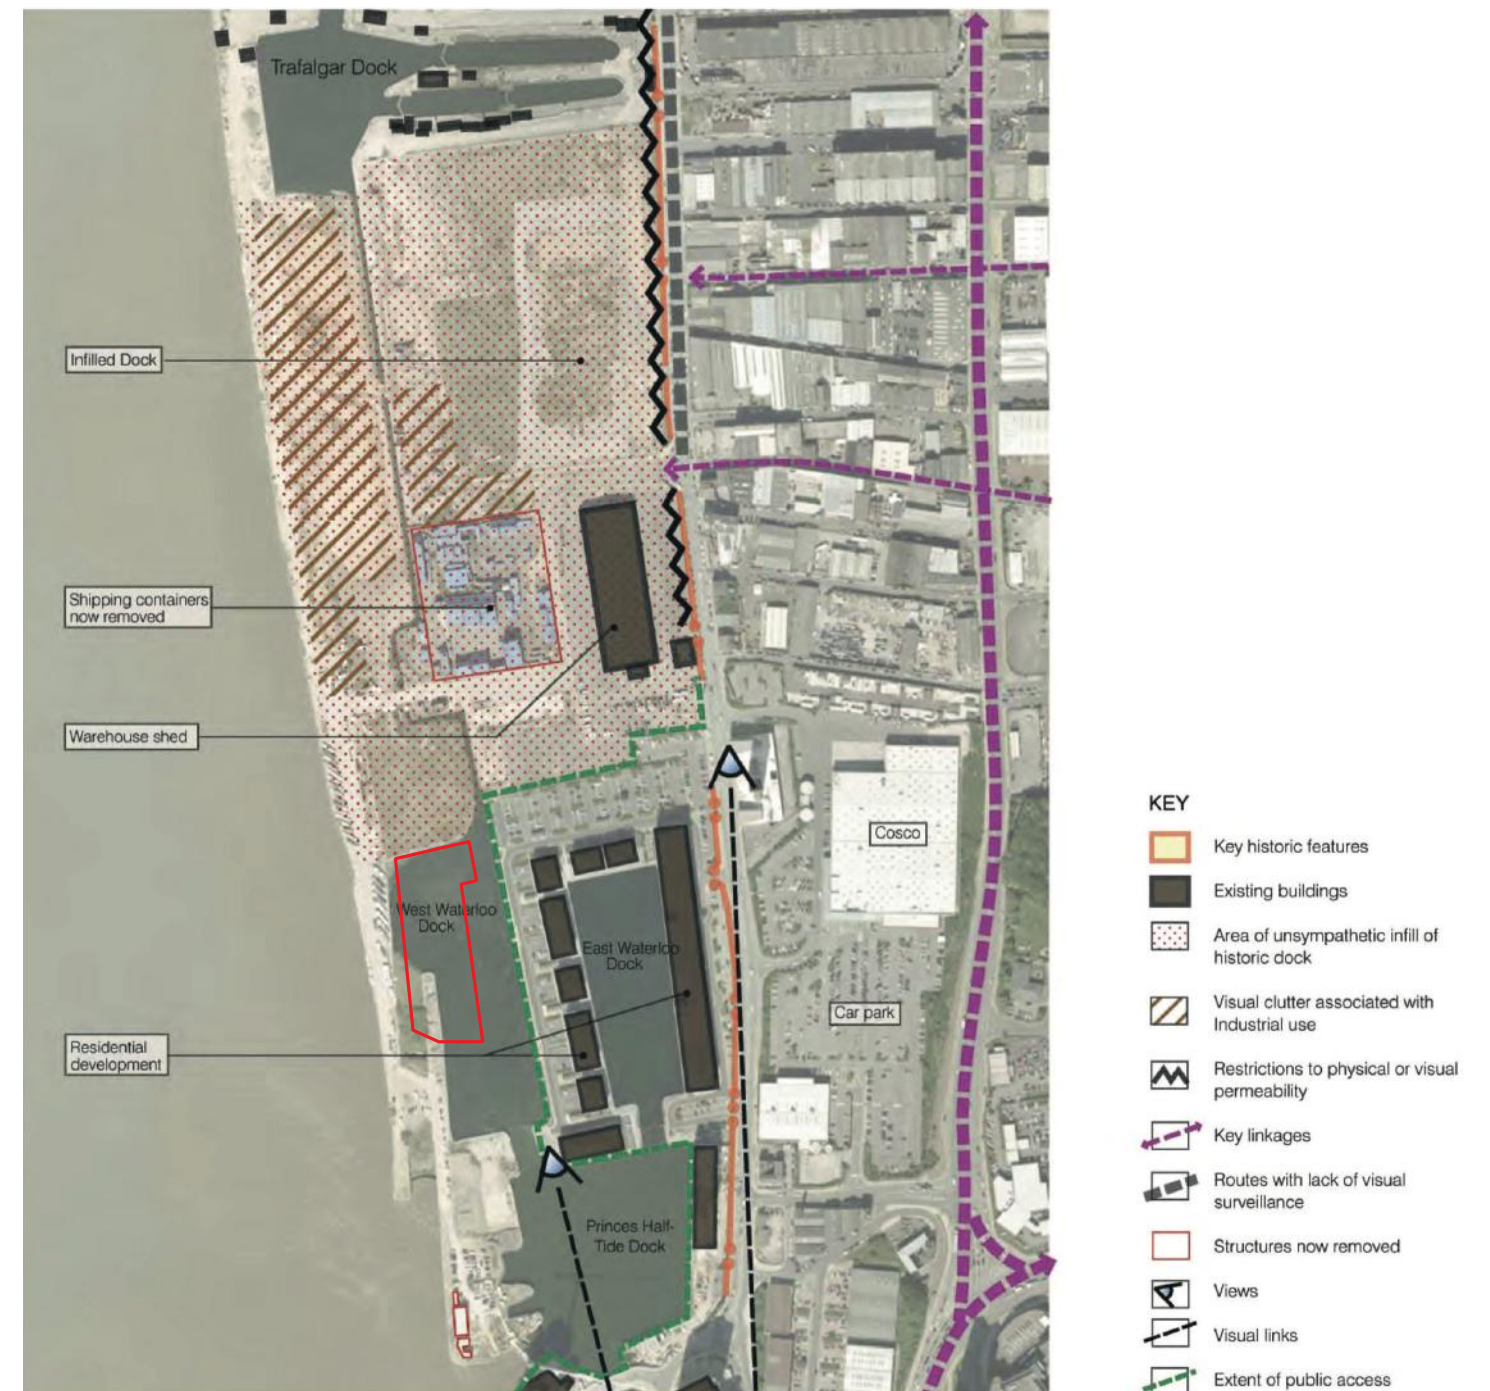 Trafalgar Dock
Infilled Dock
Shipping containers
now removed
Warehouse shed
Cosco
West Waterloo
Dock
East Waterloo
Dock
Car park
Residential
development
Princes Half-
Tide Dock
KEY
Key historic features
Existing buildings
Area of unsympathetic infill of
historic dock
Visual clutter associated with
Industrial use
Restrictions to physical or visual
permeability
Key linkages
Routes with lack of visual
surveillance
Structures now removed
Views
Visual links
Extent of public access